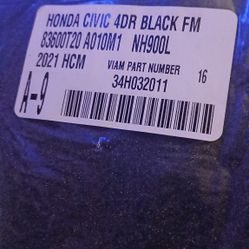 HONDA CIVIC 4DR BLACK FM
83600T20 A010M1 NH900L
2021 HCM VIAM PART NUMBER 16
34H032011
A-9